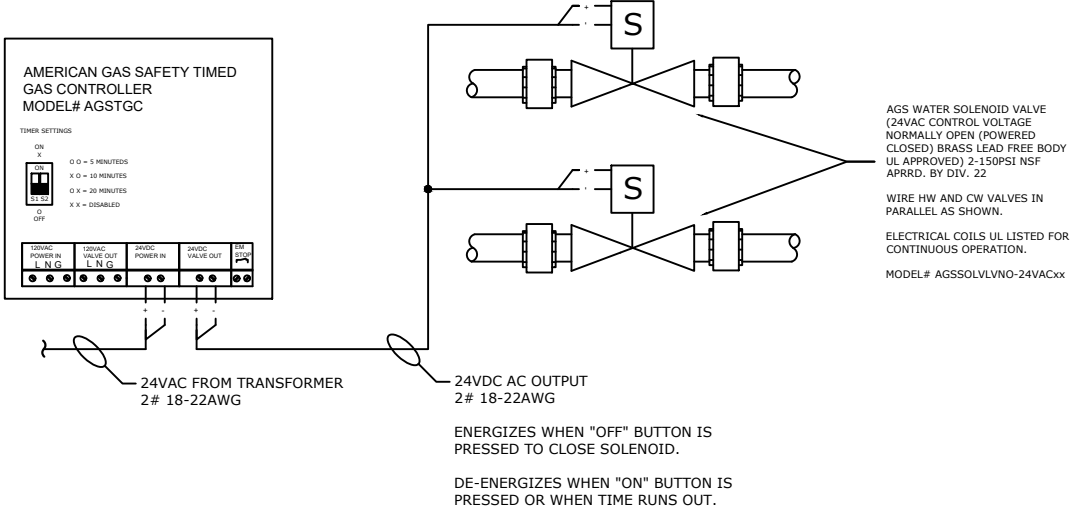 +
-
S
AMERICAN GAS SAFETY TIMED
GAS CONTROLLER
MODEL# AGSTGC
TIMER SETTINGS
ON
X
ON
S1 S2
O
OFF
O O = 5 MINUTEDS
X O = 10 MINUTES
O X = 20 MINUTES
X X = DISABLED
120VAC
POWER IN
L N G
120VAC
VALVE OUT
L N G
24VDC
POWER IN
24VDC
VALVE OUT
EM
STOP
+ -
+ -
+
-
S
AGS WATER SOLENOID VALVE
(24VAC CONTROL VOLTAGE
NORMALLY OPEN (POWERED
CLOSED) BRASS LEAD FREE BODY
UL APPROVED) 2-150PSI NSF
APRRD. BY DIV. 22
WIRE HW AND CW VALVES IN
PARALLEL AS SHOWN.
ELECTRICAL COILS UL LISTED FOR
CONTINUOUS OPERATION.
MODEL# AGSSOLVLVNO-24VACxx
24VAC FROM TRANSFORMER
2# 18-22AWG
24VDC AC OUTPUT
2# 18-22AWG
ENERGIZES WHEN "OFF" BUTTON IS
PRESSED TO CLOSE SOLENOID.
DE-ENERGIZES WHEN "ON" BUTTON IS
PRESSED OR WHEN TIME RUNS OUT.